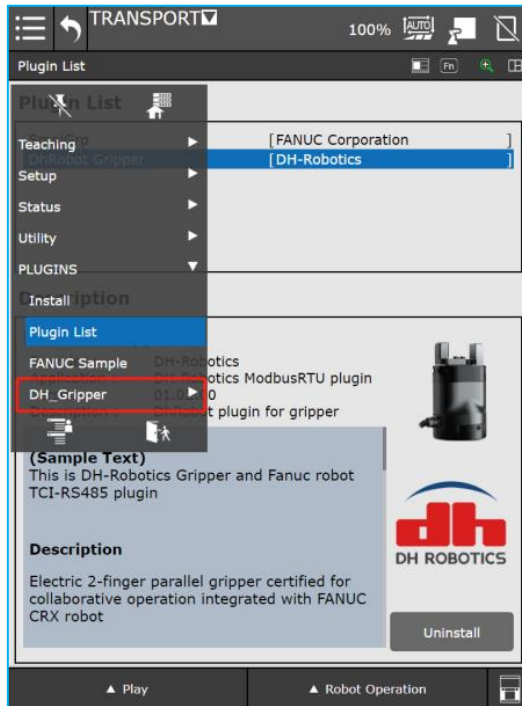 TRANSPORT
100%
AUTO
Plugin List
Fn
Plugin List
[FANUC Corporation ]
DhRobot Gripper [DH-Robotics ]
Teaching
Setup
Status
Utility
PLUGINS
Install
Plugin List
FANUC Sample
DH_Gripper
Description
DH-Robotics
DH-Robotics ModbusRTU plugin
DhRobot plugin for gripper
(Sample Text)
This is DH-Robotics Gripper and Fanuc robot
TCI-RS485 plugin
Description
Electric 2-finger parallel gripper certified for
collaborative operation integrated with FANUC
CRX robot
dh
DH ROBOTICS
Uninstall
Play
Robot Operation